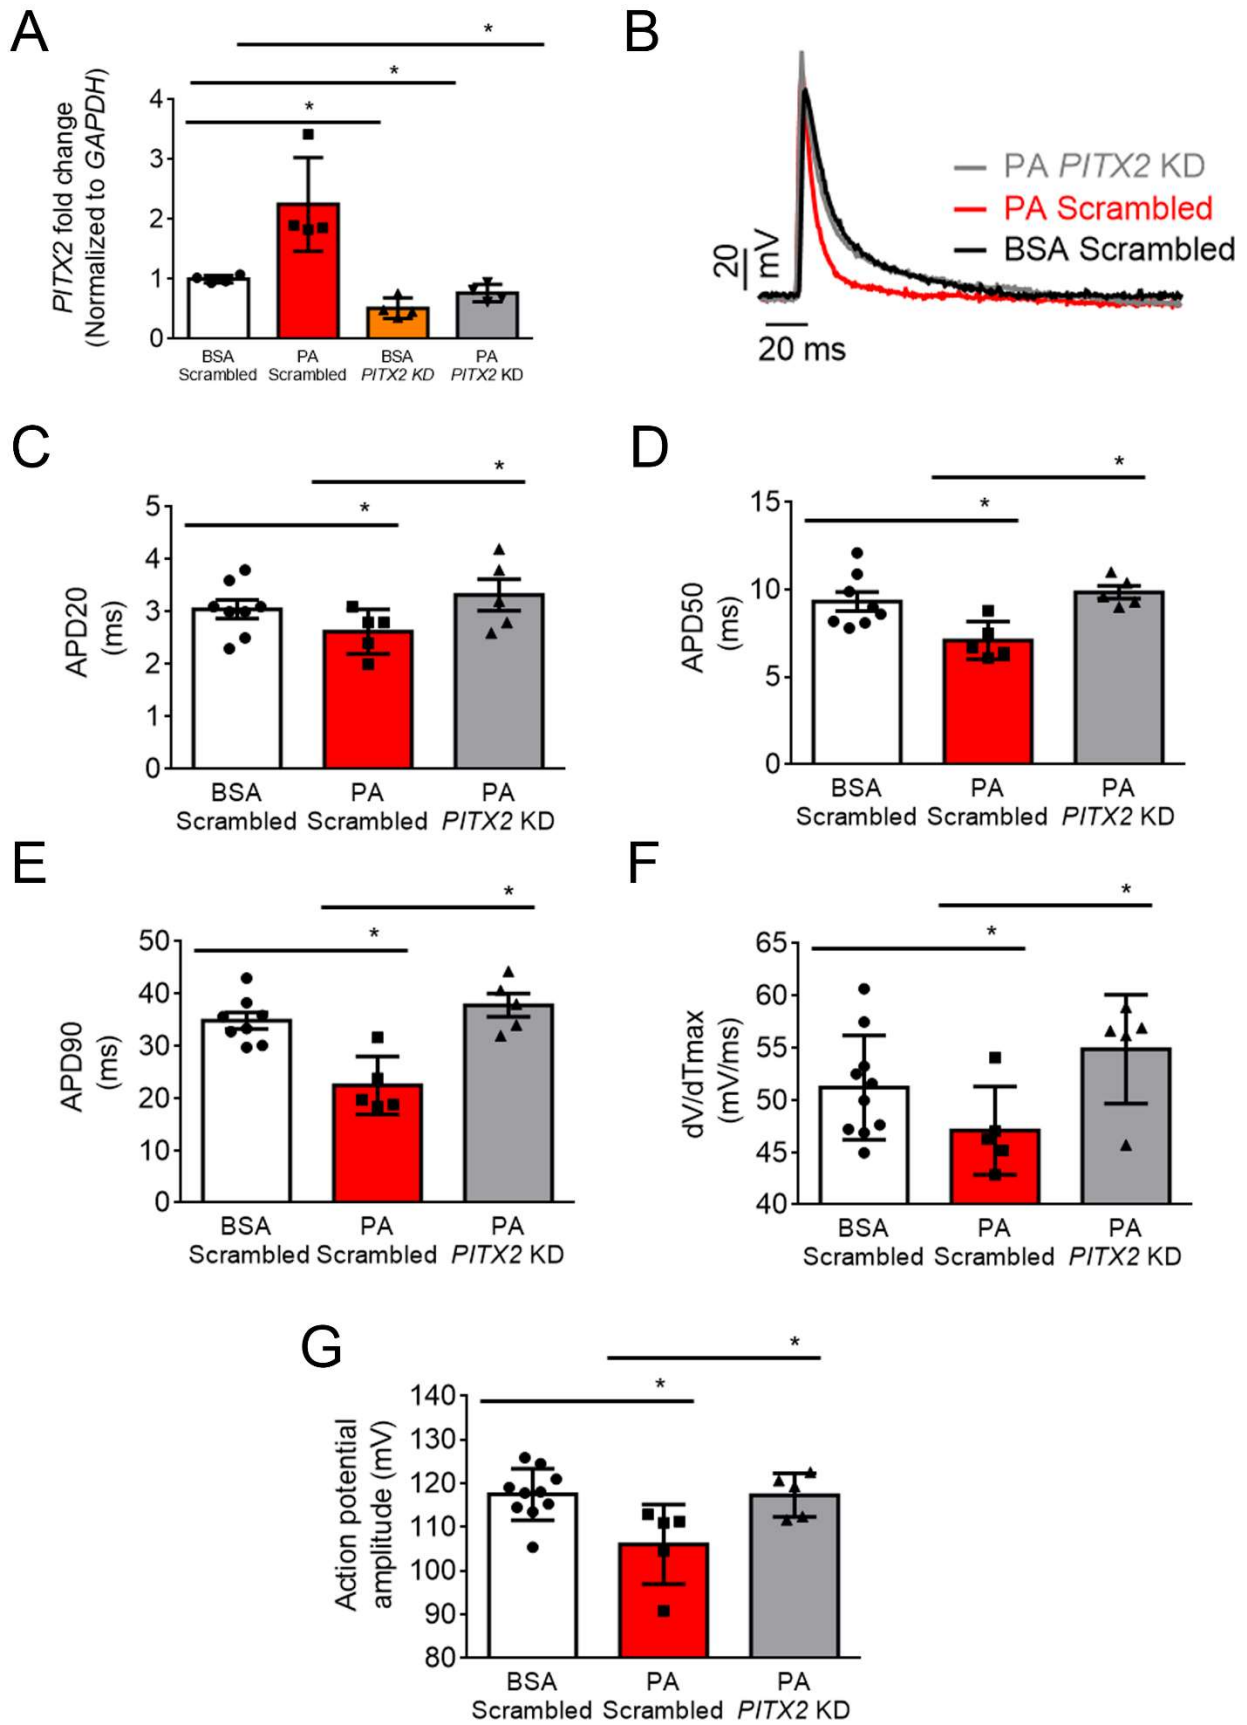 A
*
*
*
PITX2 fold change
(Normalized to GAPDH)
4
3
2
1
0
BSA
Scrambled
PA
Scrambled
BSA
PITX2 KD
PA
PITX2 KD
B
PA PITX2 KD
PA Scrambled
BSA Scrambled
20
mV
20 ms
C
*
*
APD20
(ms)
5
4
3
2
1
0
BSA
Scrambled
PA
Scrambled
PA
PITX2 KD
D
*
*
APD50
(ms)
15
10
5
0
BSA
Scrambled
PA
Scrambled
PA
PITX2 KD
E
*
*
APD90
(ms)
50
40
30
20
10
0
BSA
Scrambled
PA
Scrambled
PA
PITX2 KD
F
*
*
dV/dTmax
(mV/ms)
65
60
55
50
45
40
BSA
Scrambled
PA
Scrambled
PA
PITX2 KD
G
*
*
Action potential
amplitude (mV)
140
130
120
110
100
90
80
BSA
Scrambled
PA
Scrambled
PA
PITX2 KD